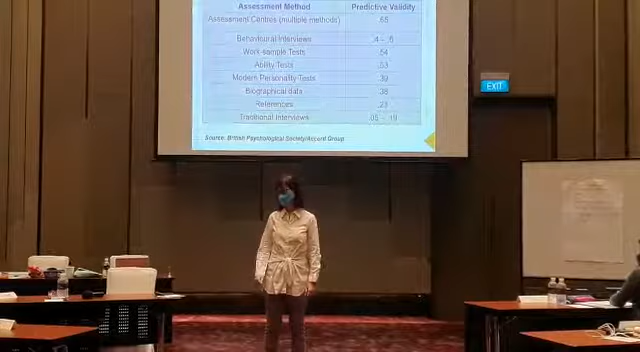 Assessment Method Predictive Validity
Assessment Centres (multiple methods) .65
Behavioural Interviews .4 - .6
Work-sample Tests .54
Ability Tests .53
Modern Personality Tests .39
Biographical data .38
References .23
Traditional Interviews .05 - .19
Source: British Psychological Society/Accord Group
EXIT